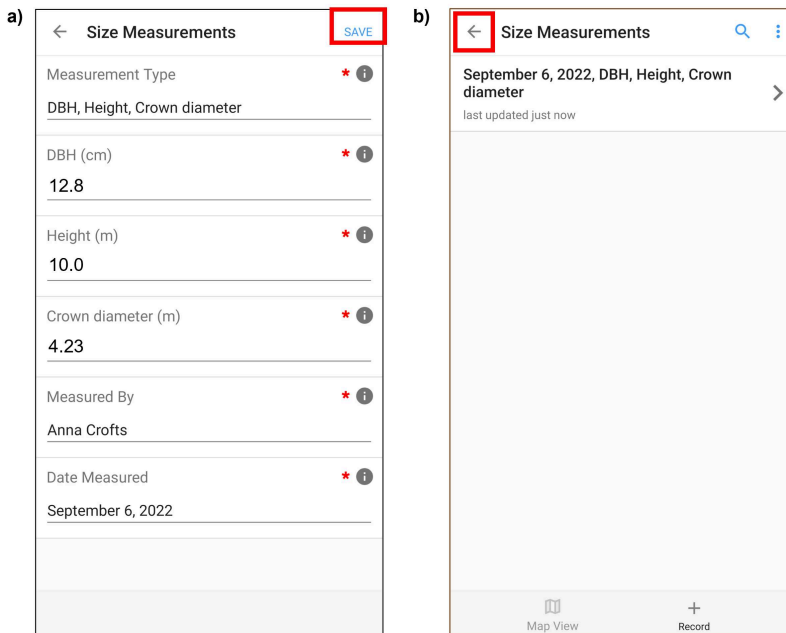 a)
Size Measurements
SAVE
Measurement Type
*
DBH, Height, Crown diameter
DBH (cm)
*
12.8
Height (m)
*
10.0
Crown diameter (m)
*
4.23
Measured By
*
Anna Crofts
Date Measured
*
September 6, 2022
b)
Size Measurements
September 6, 2022, DBH, Height, Crown
diameter
last updated just now
Map View
Record